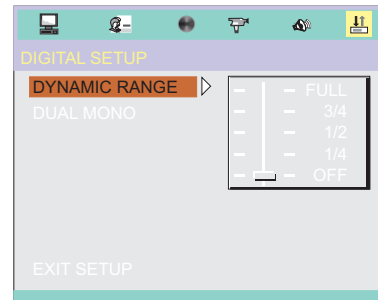 DIGITAL SETUP
DYNAMIC RANGE
DUAL MONO
FULL
3/4
1/2
1/4
OFF
EXIT SETUP